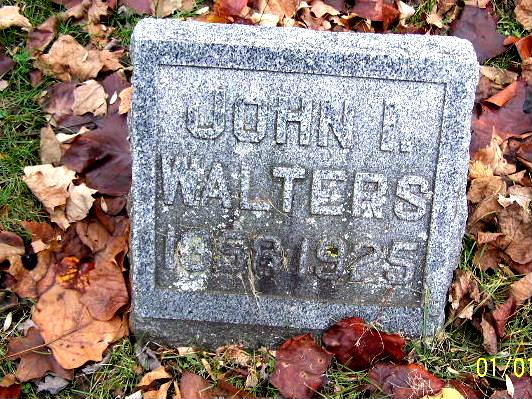 JOHN I.
WALTERS
1856 1925
01/01